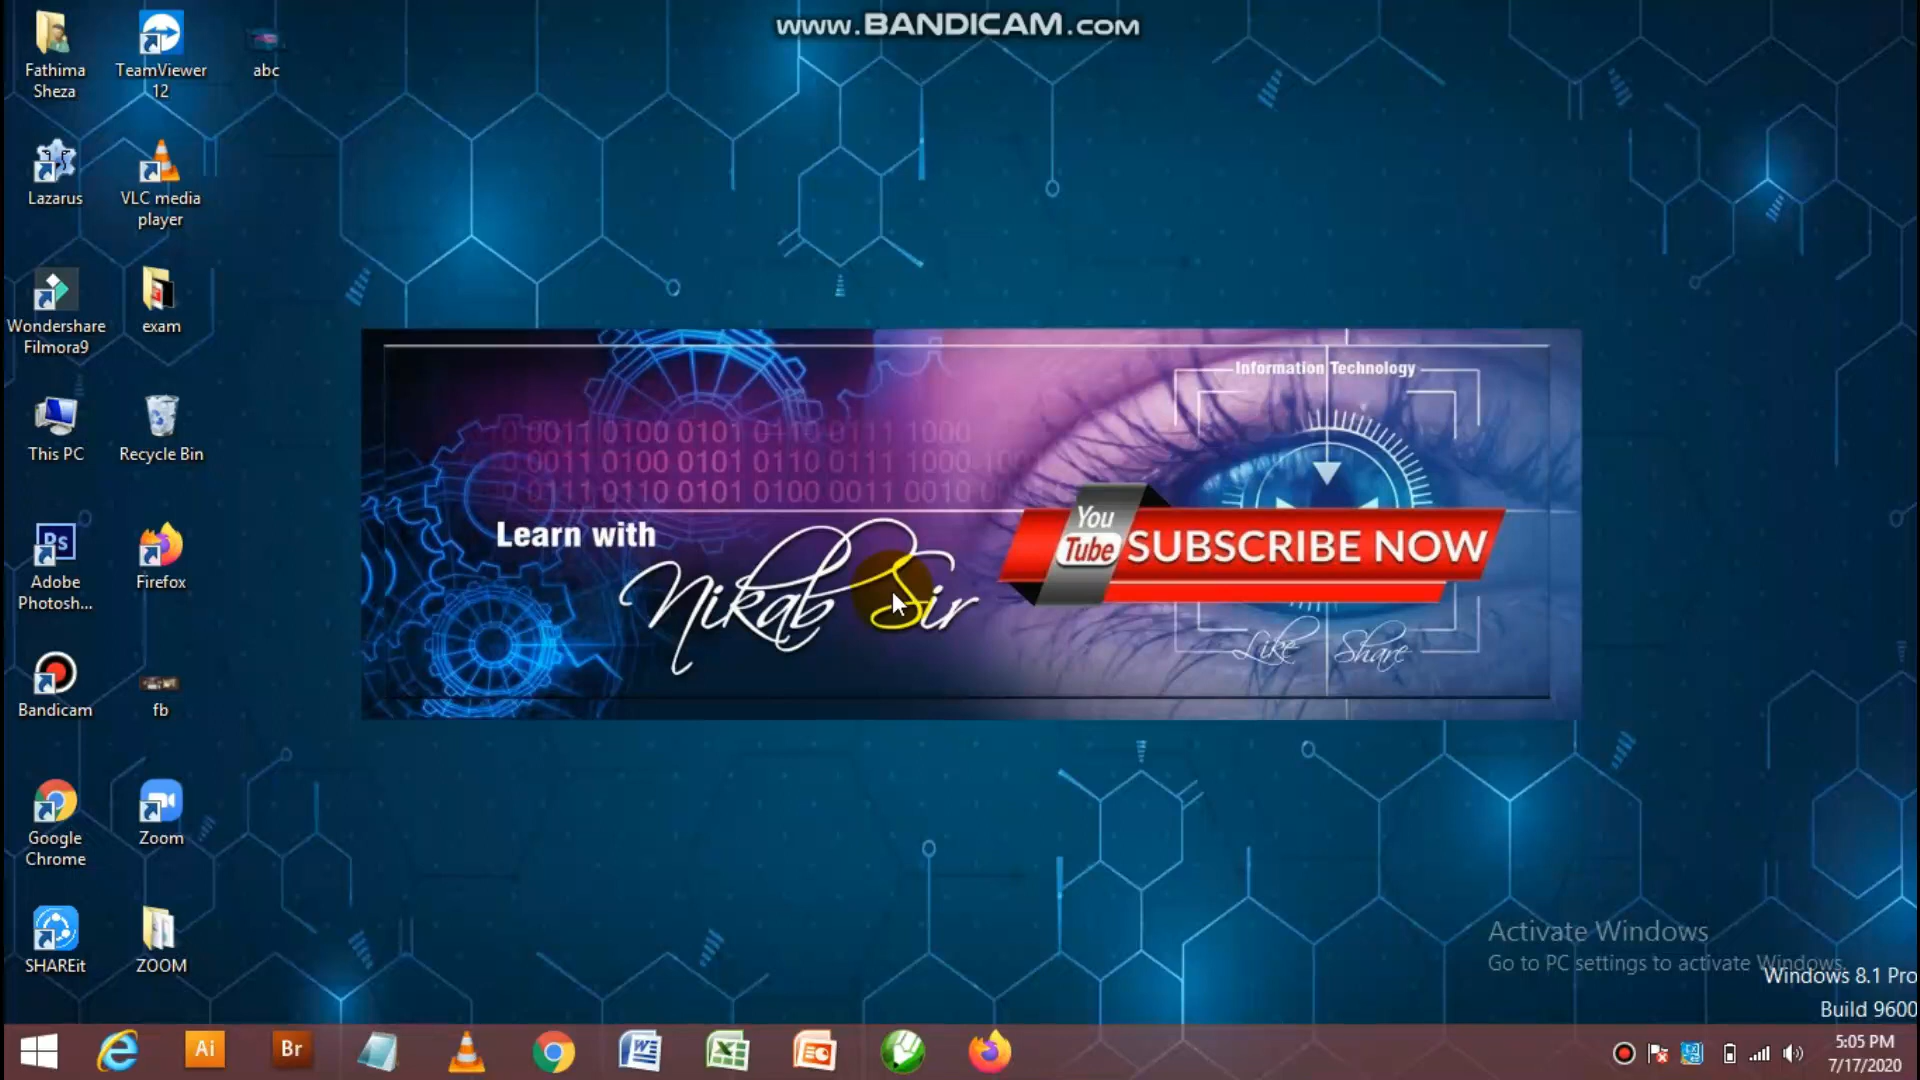 www.BANDICAM.com
Fathima
Sheza
TeamViewer
12
abc
Lazarus
VLC media
player
Wondershare
Filmora9
exam
This PC
Recycle Bin
Ps
Adobe
Photosh...
Firefox
Bandicam
fb
Google
Chrome
Zoom
SHAREit
ZOOM
Information Technology
0011 0100 0101 0110 0111 1000
0011 0100 0101 0110 0111 1000
0111 0110 0101 0100 0011 0010
Learn with
Nikab Sir
You
Tube
SUBSCRIBE NOW
Like Share
Activate Windows
Go to PC settings to activate Windows.
Windows 8.1 Pro
Build 9600
Ai
Br
5:05 PM
7/17/2020